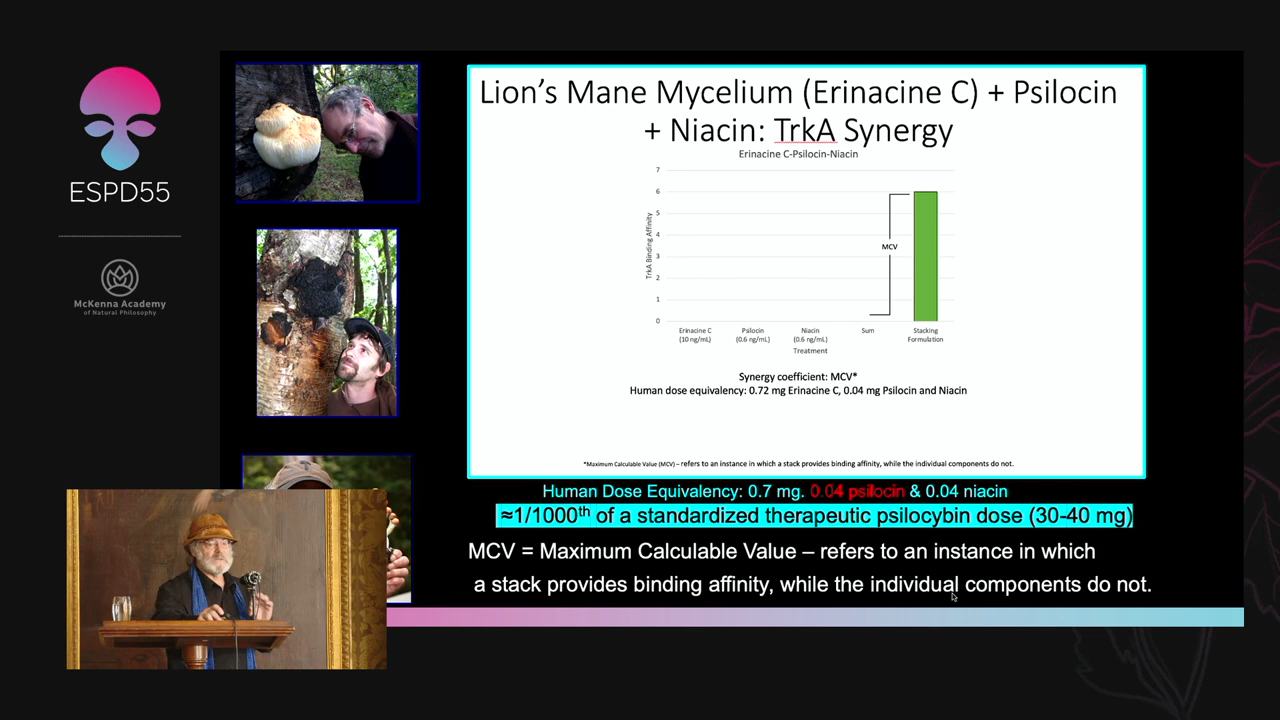 ESPD55
McKenna Academy
of Natural Philosophy
Lion's Mane Mycelium (Erinacine C) + Psilocin
+ Niacin: TrkA Synergy
Erinacine C-Psilocin-Niacin
TrkA Binding Affinity
7
6
5
4
3
2
1
0
MCV
Erinacine C
(10 ng/mL)
Psilocin
(0.6 ng/mL)
Niacin
(0.6 ng/mL)
Sum
Stacking
Formulation
Treatment
Synergy coefficient: MCV*
Human dose equivalency: 0.72 mg Erinacine C, 0.04 mg Psilocin and Niacin
*Maximum Calculable Value (MCV) – refers to an instance in which a stack provides binding affinity, while the individual components do not.
Human Dose Equivalency: 0.7 mg. 0.04 psilocin & 0.04 niacin
≈1/1000th of a standardized therapeutic psilocybin dose (30-40 mg)
MCV = Maximum Calculable Value – refers to an instance in which
a stack provides binding affinity, while the individual components do not.